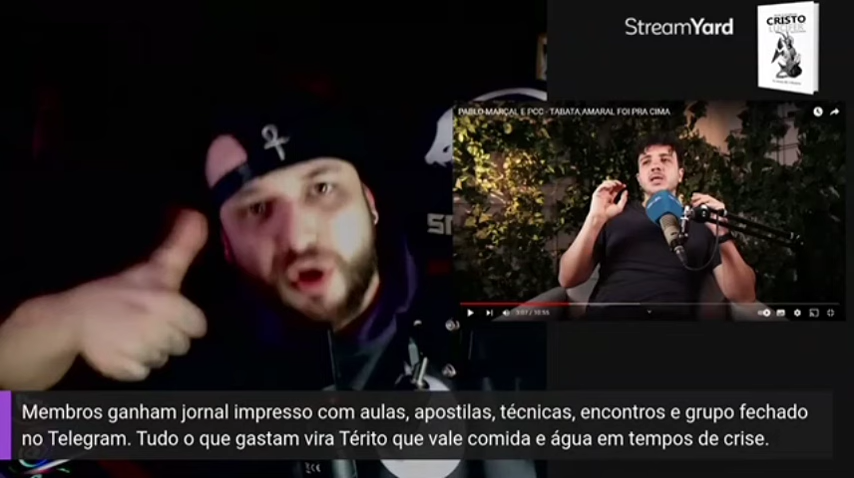 StreamYard
CRISTO
PABLO MARÇAL E PCC - TABATA AMARAL FOI PRA CIMA
Membros ganham jornal impresso com aulas, apostilas, técnicas, encontros e grupo fechado
no Telegram. Tudo o que gastam vira Térito que vale comida e água em tempos de crise.